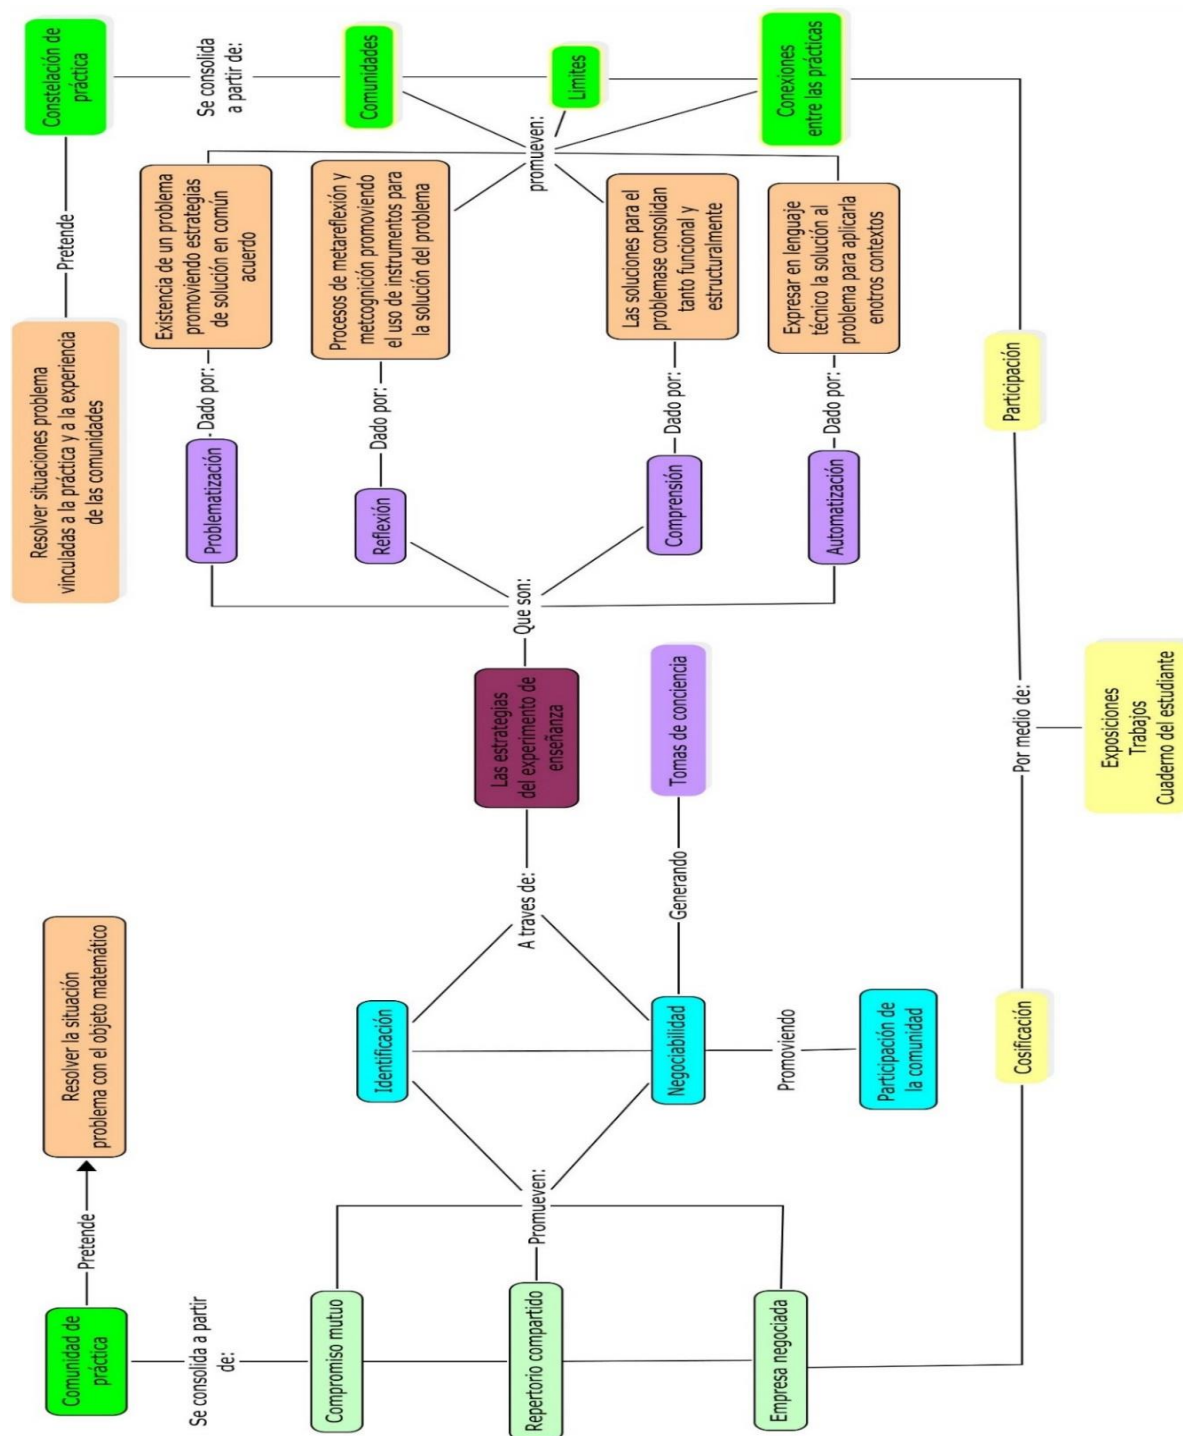 Comunidad de
práctica
Pretende
Resolver la situación
problema con el objeto matemático
Resolver situaciones problema
vinculadas a la práctica y a la experiencia
de las comunidades
Pretende
Constelación de
práctica
Se consolida a partir
de:
Se consolida
a partir de:
Compromiso mutuo
Repertorio compartido
Empresa negociada
Promueven:
Identificación
Negociabilidad
Promoviendo
Participación de
la comunidad
Generando
Tomas de conciencia
A traves de:
Las estrategias
del experimento de
enseñanza
Que son:
Problematización
Reflexión
Comprensión
Automatización
Dado por:
Dado por:
Dado por:
Dado por:
Existencia de un problema
promoviendo estrategias
de solución en común
acuerdo
Procesos de metareflexión y
metcognición promoviendo
el uso de instrumentos para
la solución del problema
Las soluciones para el
problemase consolidan
tanto funcional y
estructuralmente
Expresar en lenguaje
técnico la solución al
problema para aplicarla
enotros contextos
promueven:
Comunidades
Limites
Conexiones
entre las prácticas
Cosificación
Por medio de:
Participación
Exposiciones
Trabajos
Cuaderno del estudiante